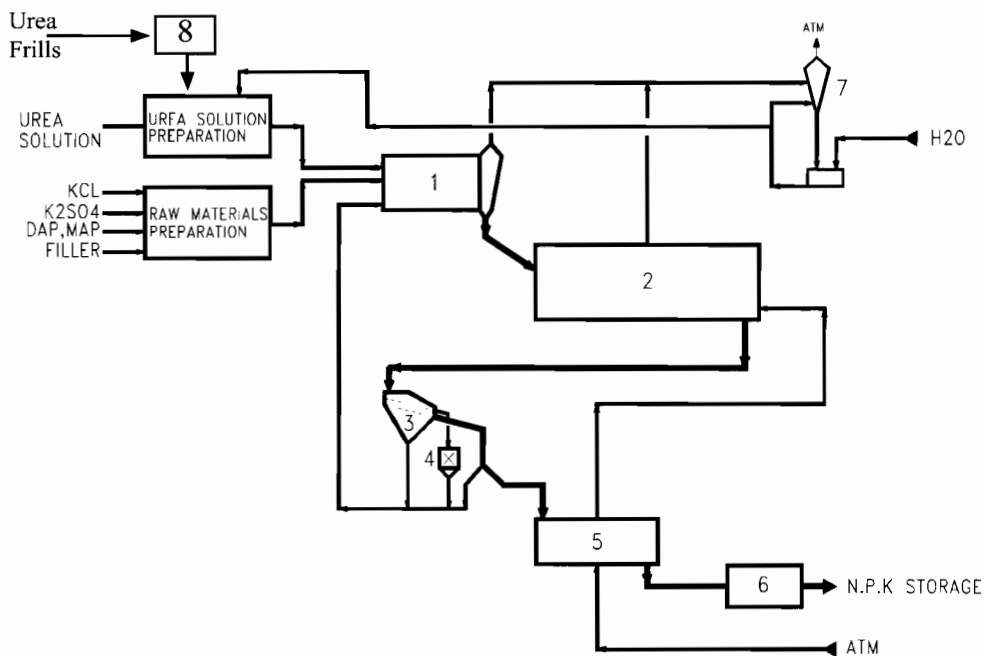 Urea
Frills
8
ATM
7
UREA
SOLUTION
UREA SOLUTION
PREPARATION
H2O
1
KCL
K2SO4
DAP,MAP
FILLER
RAW MATERIALS
PREPARATION
2
3
4
5
6
N.P.K STORAGE
ATM